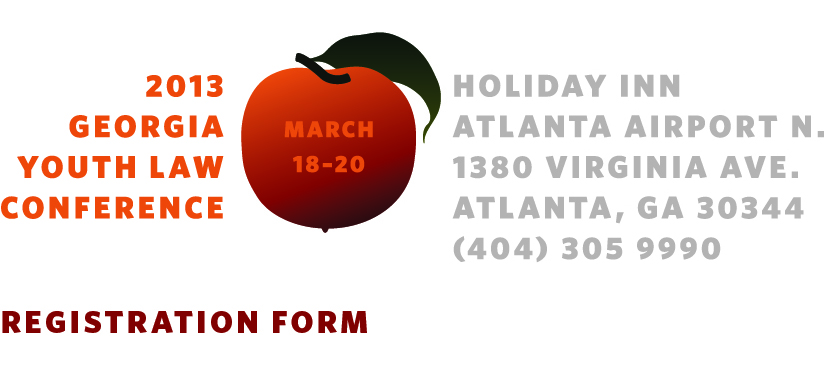 2013
GEORGIA
YOUTH LAW
CONFERENCE
MARCH
18-20
HOLIDAY INN
ATLANTA AIRPORT N.
1380 VIRGINIA AVE.
ATLANTA, GA 30344
(404) 305 9990
REGISTRATION FORM